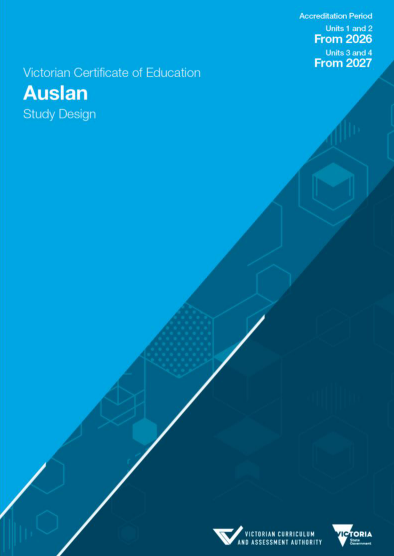 Accreditation Period
Units 1 and 2
From 2026
Units 3 and 4
From 2027
Victorian Certificate of Education
Auslan
Study Design
VICTORIAN CURRICULUM
AND ASSESSMENT AUTHORITY
VICTORIA
State
Government